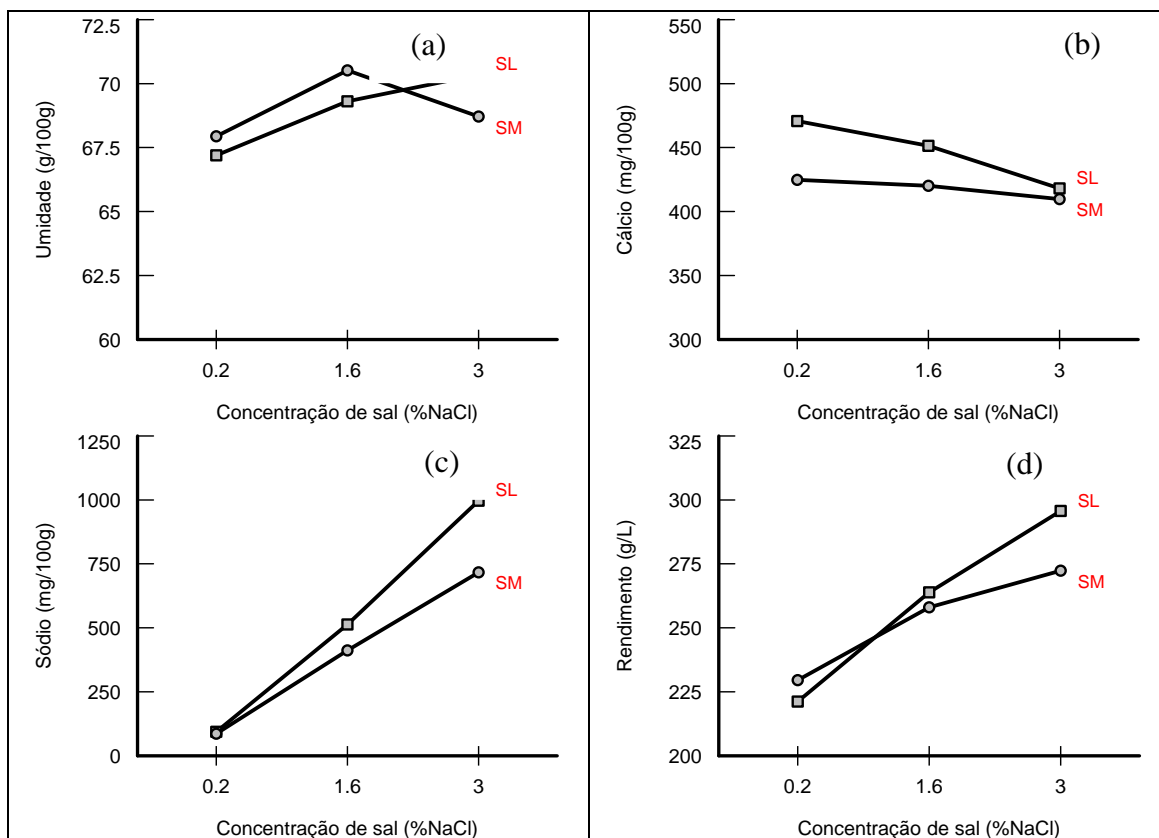 (a)
72.5
70
67.5
65
62.5
60
Umidade (g/100g)
SL
SM
0.2 1.6 3
Concentração de sal (%NaCl)
(b)
550
500
450
400
350
300
Cálcio (mg/100g)
SL
SM
0.2 1.6 3
Concentração de sal (%NaCl)
(c)
1250
1000
750
500
250
0
Sódio (mg/100g)
SL
SM
0.2 1.6 3
Concentração de sal (%NaCl)
(d)
325
300
275
250
225
200
Rendimento (g/L)
SL
SM
0.2 1.6 3
Concentração de sal (%NaCl)